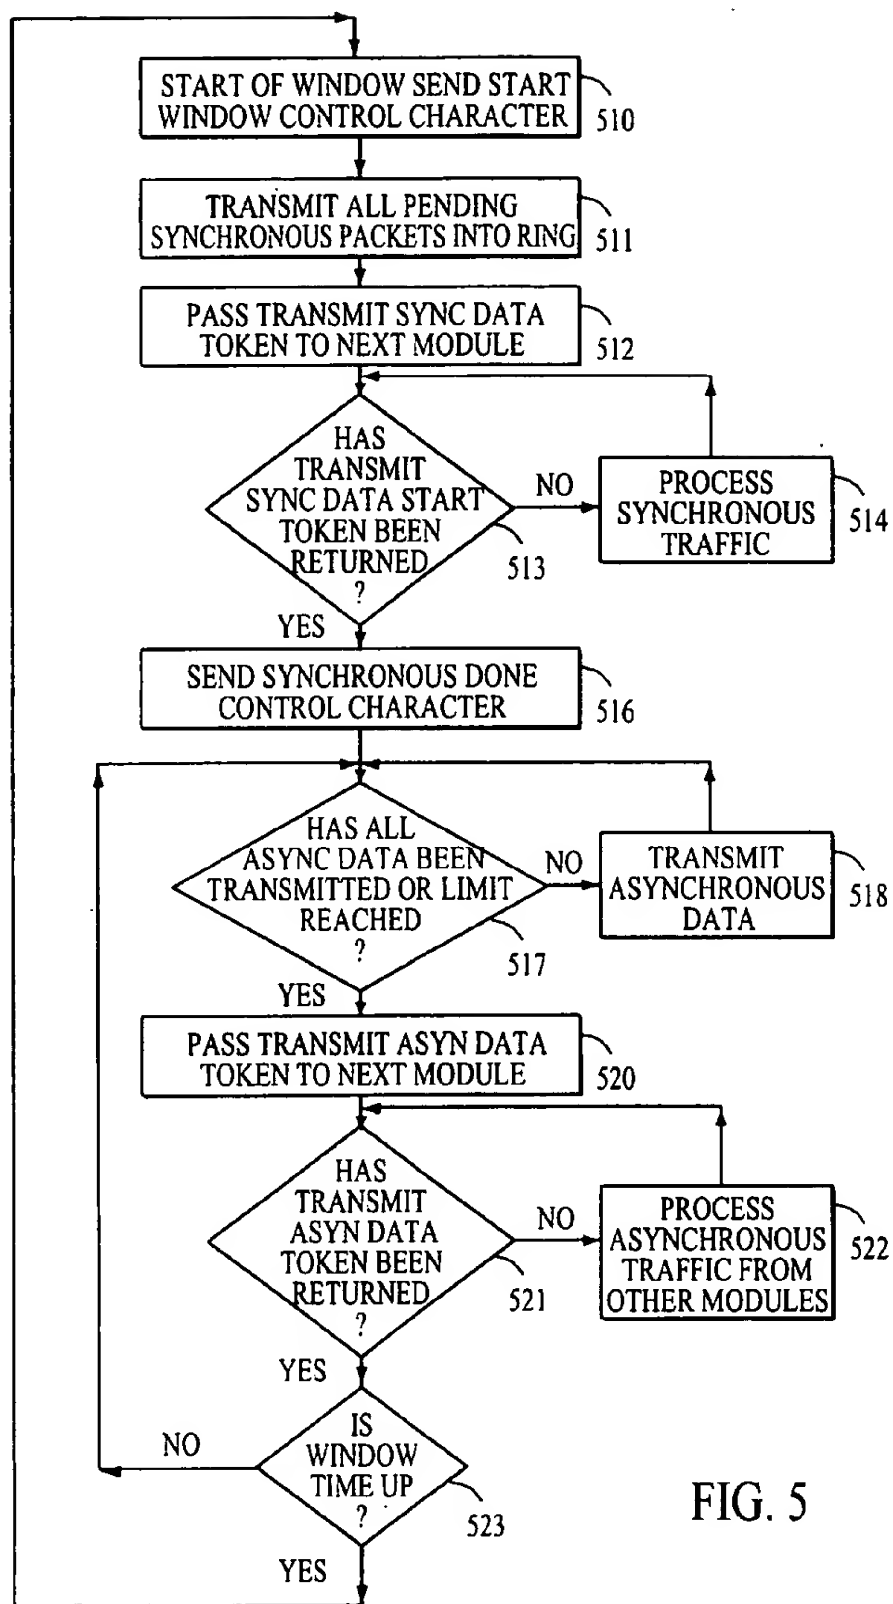 START OF WINDOW SEND START
WINDOW CONTROL CHARACTER
510
TRANSMIT ALL PENDING
SYNCHRONOUS PACKETS INTO RING
511
PASS TRANSMIT SYNC DATA
TOKEN TO NEXT MODULE
512
HAS
TRANSMIT
SYNC DATA START
TOKEN BEEN
RETURNED
?
513
NO
PROCESS
SYNCHRONOUS
TRAFFIC
514
YES
SEND SYNCHRONOUS DONE
CONTROL CHARACTER
516
HAS ALL
ASYNC DATA BEEN
TRANSMITTED OR LIMIT
REACHED
?
517
NO
TRANSMIT
ASYNCHRONOUS
DATA
518
YES
PASS TRANSMIT ASYN DATA
TOKEN TO NEXT MODULE
520
HAS
TRANSMIT
ASYN DATA
TOKEN BEEN
RETURNED
?
521
NO
PROCESS
ASYNCHRONOUS
TRAFFIC FROM
OTHER MODULES
522
YES
IS
WINDOW
TIME UP
?
523
NO
YES
FIG. 5